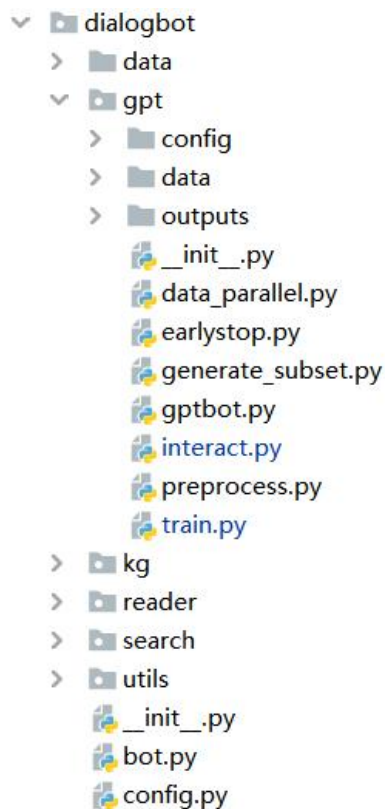 dialogbot
data
gpt
config
data
outputs
__init__.py
data_parallel.py
earlystop.py
generate_subset.py
gptbot.py
interact.py
preprocess.py
train.py
kg
reader
search
utils
__init__.py
bot.py
config.py